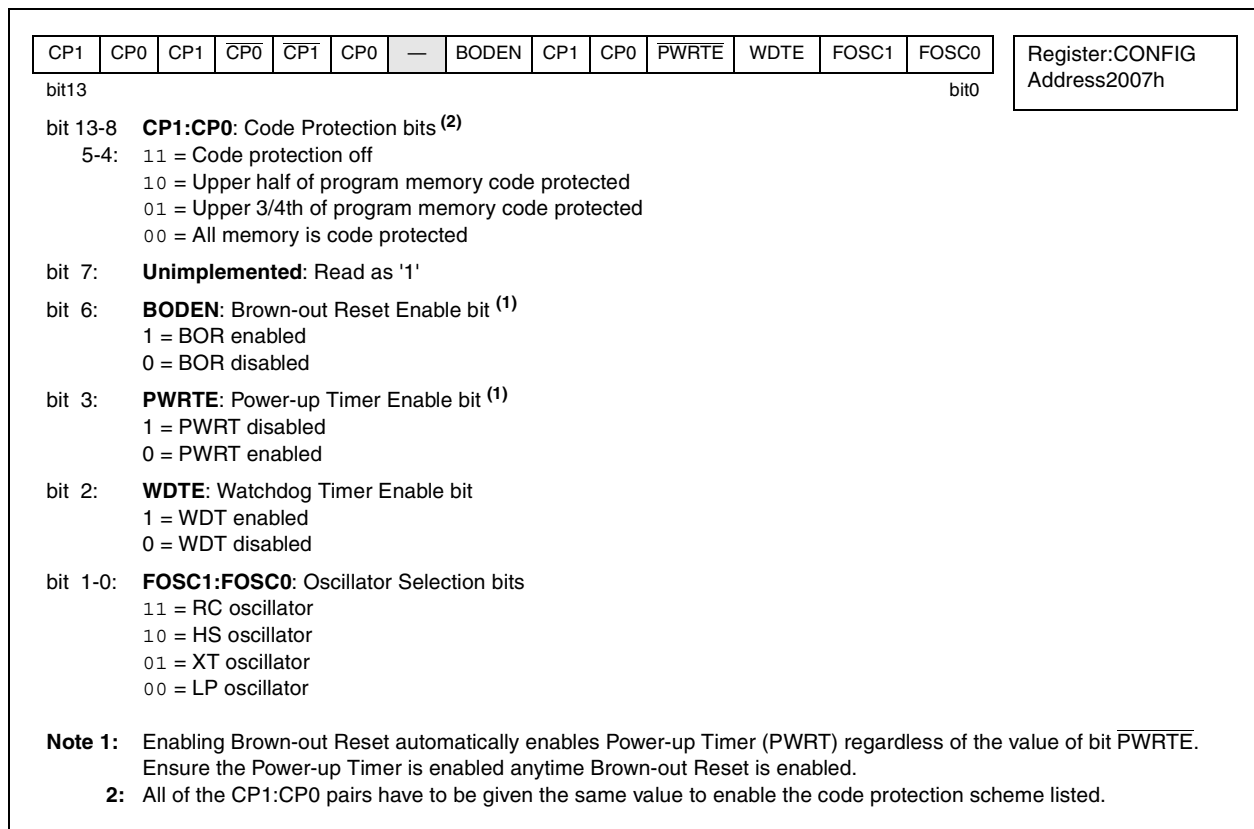 CP1 CP0 CP1 C̅P̅0̅ C̅P̅1̅ CP0 — BODEN CP1 CP0 P̅W̅R̅T̅E̅ WDTE FOSC1 FOSC0
Register:CONFIG
Address2007h
bit13 bit0
bit 13-8 CP1:CP0: Code Protection bits (2)
5-4: 11 = Code protection off
10 = Upper half of program memory code protected
01 = Upper 3/4th of program memory code protected
00 = All memory is code protected
bit 7: Unimplemented: Read as '1'
bit 6: BODEN: Brown-out Reset Enable bit (1)
1 = BOR enabled
0 = BOR disabled
bit 3: PWRTE: Power-up Timer Enable bit (1)
1 = PWRT disabled
0 = PWRT enabled
bit 2: WDTE: Watchdog Timer Enable bit
1 = WDT enabled
0 = WDT disabled
bit 1-0: FOSC1:FOSC0: Oscillator Selection bits
11 = RC oscillator
10 = HS oscillator
01 = XT oscillator
00 = LP oscillator
Note 1: Enabling Brown-out Reset automatically enables Power-up Timer (PWRT) regardless of the value of bit P̅W̅R̅T̅E̅.
Ensure the Power-up Timer is enabled anytime Brown-out Reset is enabled.
2: All of the CP1:CP0 pairs have to be given the same value to enable the code protection scheme listed.